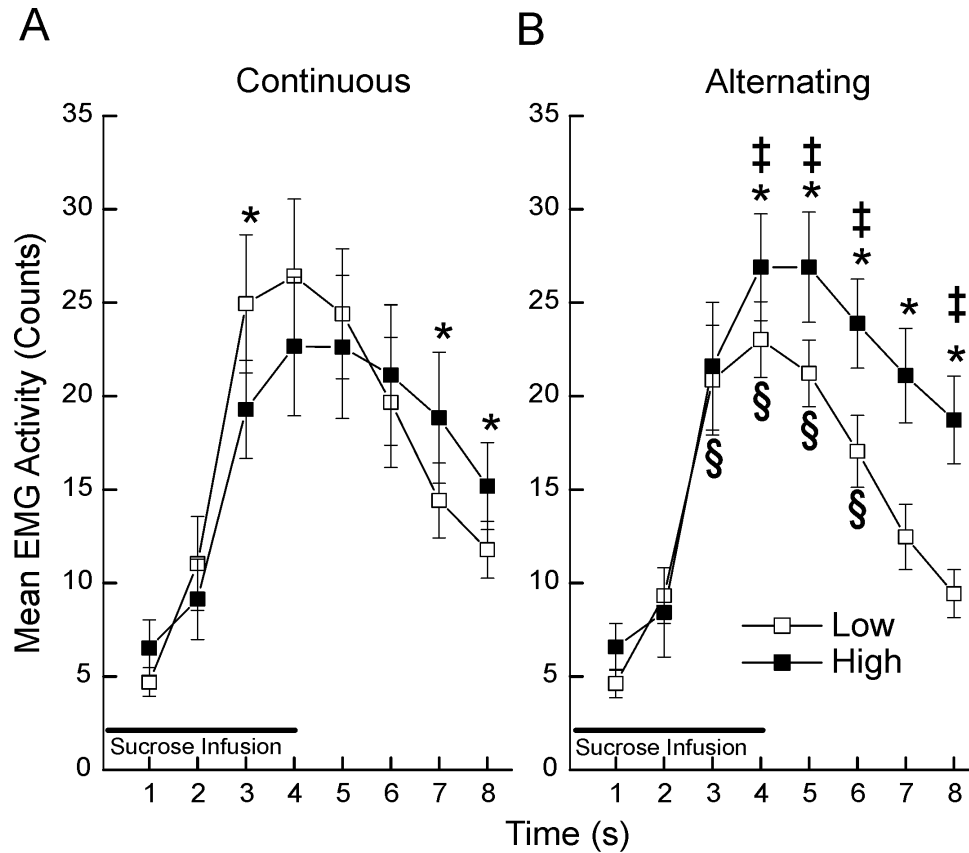 A
B
Continuous
Alternating
Mean EMG Activity (Counts)
35
30
25
20
15
10
5
0
*
*
*
Sucrose Infusion
1 2 3 4 5 6 7 8
35
30
25
20
15
10
5
0
‡ ‡
* *
‡
*
*
‡
*
§
§
§
§
Low
High
Sucrose Infusion
1 2 3 4 5 6 7 8
Time (s)